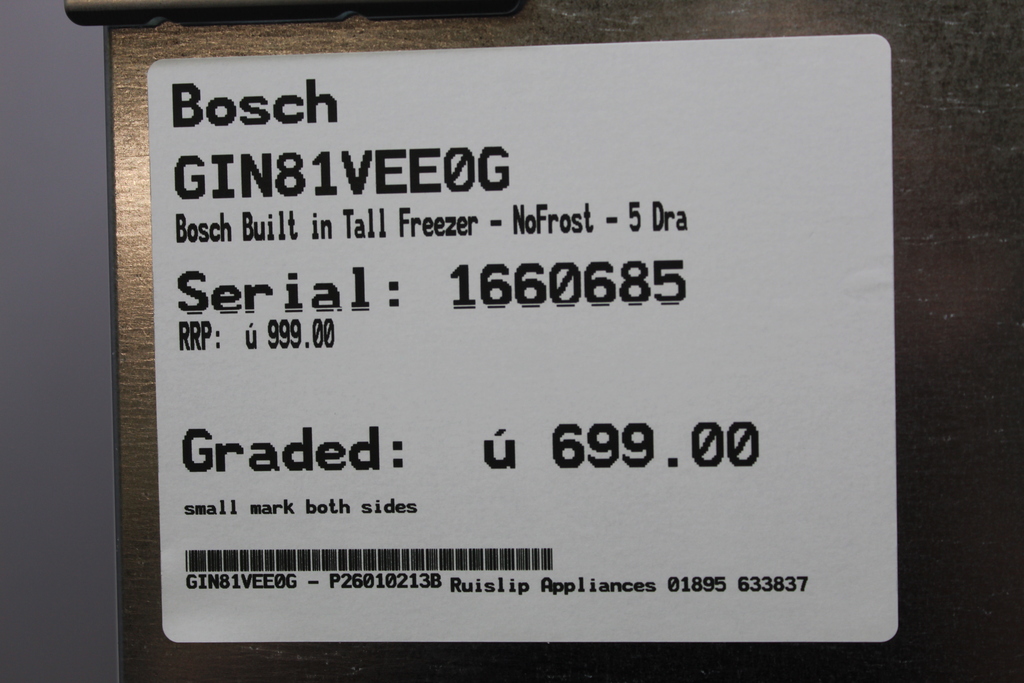 Bosch
GIN81VEE0G
Bosch Built in Tall Freezer - NoFrost - 5 Dra
Serial: 1660685
RRP: ú 999.00
Graded: ú 699.00
small mark both sides
GIN81VEE0G - P26010213B Ruislip Appliances 01895 633837